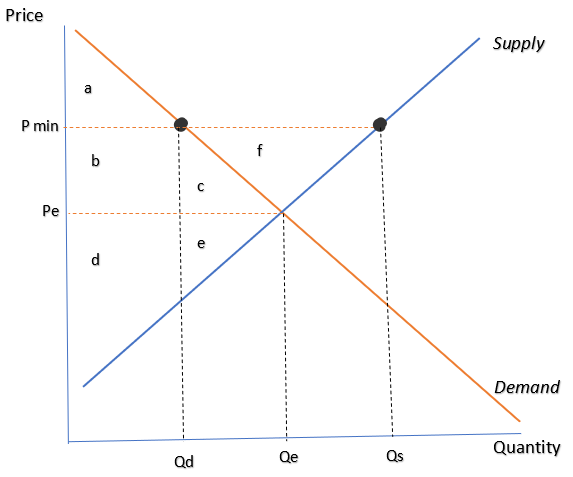 Price
Supply
a
P min
f
b
c
Pe
e
d
Demand
Quantity
Qd
Qe
Qs